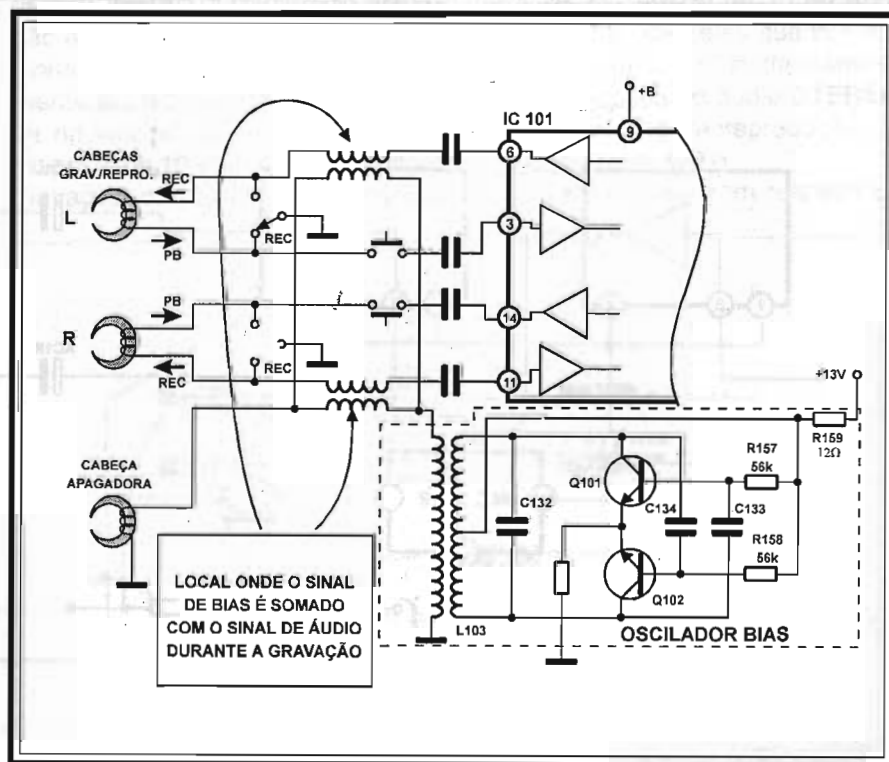 +B
IC 101
9
CABEÇAS
GRAV./REPRO.
REC
6
L
REC
3
PB
PB
14
R
REC
REC
11
+13V
R159
12Ω
CABEÇA
APAGADORA
R157
56k
Q101
C132
C134
C133
R158
56k
Q102
L103
OSCILADOR BIAS
LOCAL ONDE O SINAL
DE BIAS É SOMADO
COM O SINAL DE ÁUDIO
DURANTE A GRAVAÇÃO